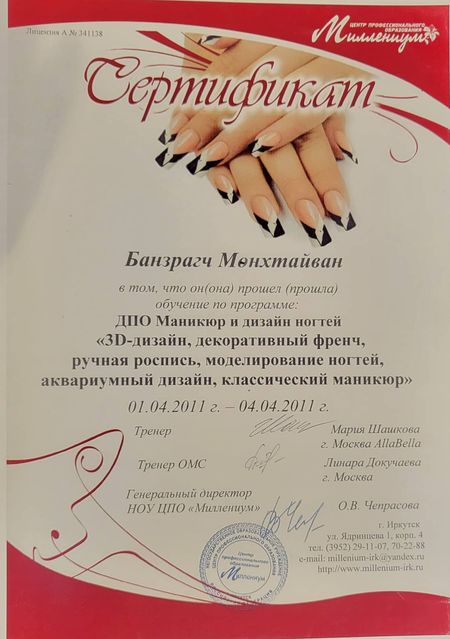 Лицензия А № 341138
ЦЕНТР ПРОФЕССИОНАЛЬНОГО
ОБРАЗОВАНИЯ
Миллениум
Сертификат
Банзрагч Мөнхтайван
в том, что он(она) прошел (прошла)
обучение по программе:
ДПО Маникюр и дизайн ногтей
«3D-дизайн, декоративный френч,
ручная роспись, моделирование ногтей,
аквариумный дизайн, классический маникюр»
01.04.2011 г. – 04.04.2011 г.
Тренер Мария Шашкова
г. Москва AllaBella
Тренер ОМС Линара Докучаева
г. Москва
Генеральный директор
НОУ ЦПО «Миллениум» О.В. Чепрасова
г. Иркутск
ул. Ядринцева 1, корп. 4
тел. (3952) 29-11-07, 70-22-88
e-mail: millenium-irk@yandex.ru
http://www.millenium-irk.ru
Центр
профессионального
образования
Миллениум